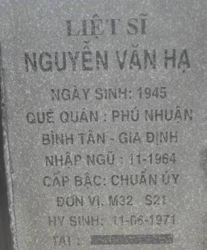 LIỆT SĨ
NGUYỄN VĂN HẠ
NGÀY SINH: 1945
QUÊ QUÁN : PHÚ NHUẬN
BÌNH TÂN - GIA ĐỊNH
NHẬP NGŨ : 11-1964
CẤP BẬC: CHUẨN ÚY
ĐƠN VỊ: M32 S21
HY SINH: 11-06-1971
TẠI :